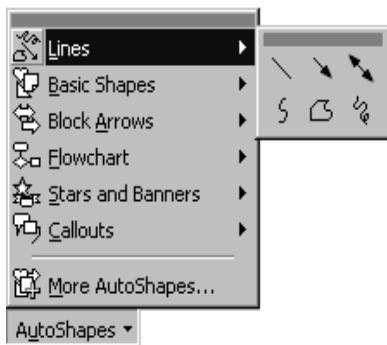 Lines
Basic Shapes
Block Arrows
Flowchart
Stars and Banners
Callouts
More AutoShapes...
AutoShapes